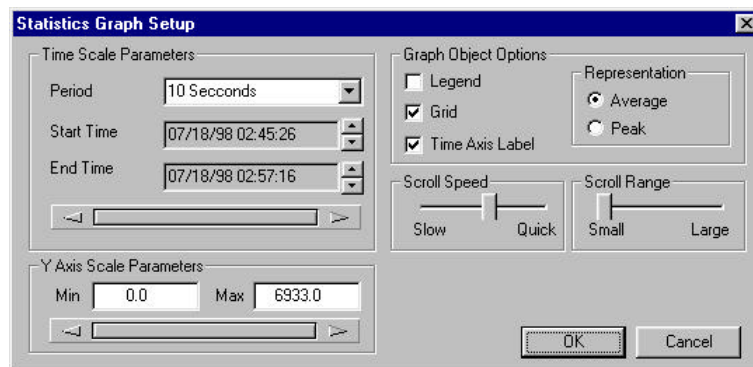 Statistics Graph Setup
Time Scale Parameters
Period
10 Secconds
Start Time
07/18/98 02:45:26
End Time
07/18/98 02:57:16
Y Axis Scale Parameters
Min 0.0 Max 6933.0
Graph Object Options
Legend
Grid
Time Axis Label
Representation
Average
Peak
Scroll Speed
Slow Quick
Scroll Range
Small Large
OK Cancel